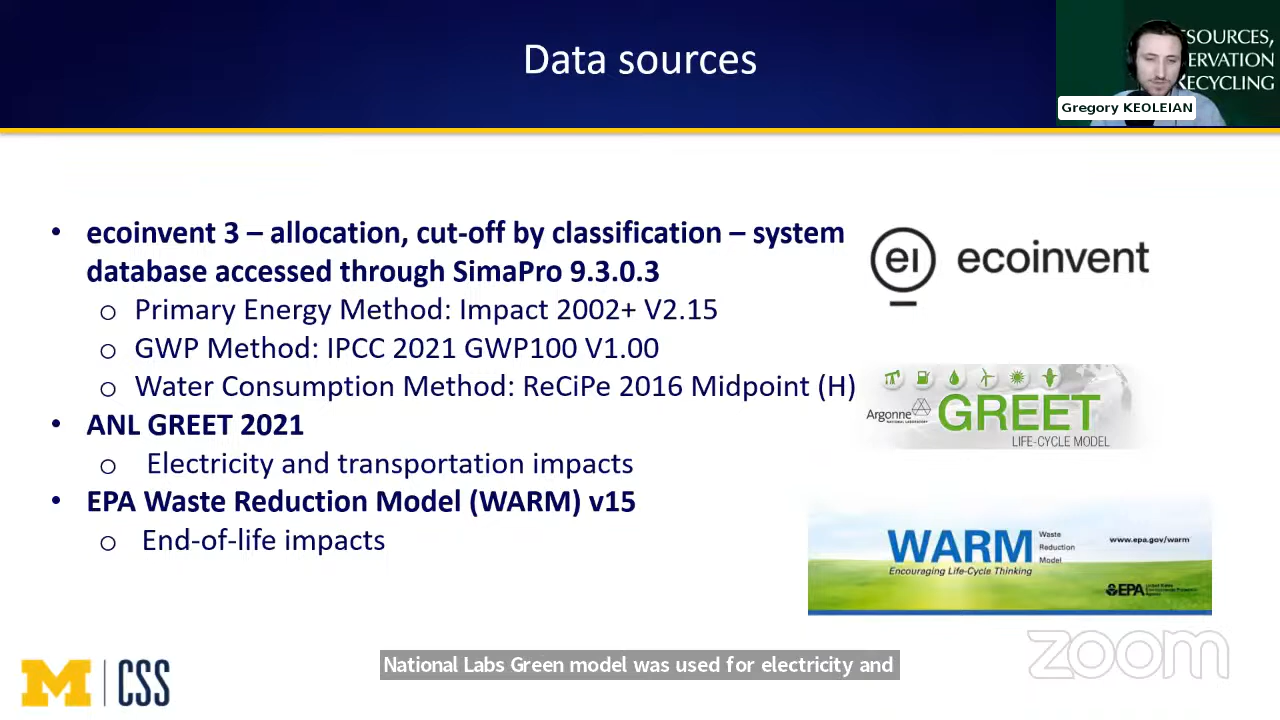 Data sources
SOURCES,
ERVATION
RECYCLING
Gregory KEOLEIAN
• ecoinvent 3 – allocation, cut-off by classification – system
database accessed through SimaPro 9.3.0.3
o Primary Energy Method: Impact 2002+ V2.15
o GWP Method: IPCC 2021 GWP100 V1.00
o Water Consumption Method: ReCiPe 2016 Midpoint (H)
• ANL GREET 2021
o Electricity and transportation impacts
• EPA Waste Reduction Model (WARM) v15
o End-of-life impacts
eI ecoinvent
Argonne
NATIONAL LABORATORY
GREET
LIFE-CYCLE MODEL
WARM
Waste
Reduction
Model
Encouraging Life-Cycle Thinking
www.epa.gov/warm
EPA
National Labs Green model was used for electricity and
zoom
M CSS